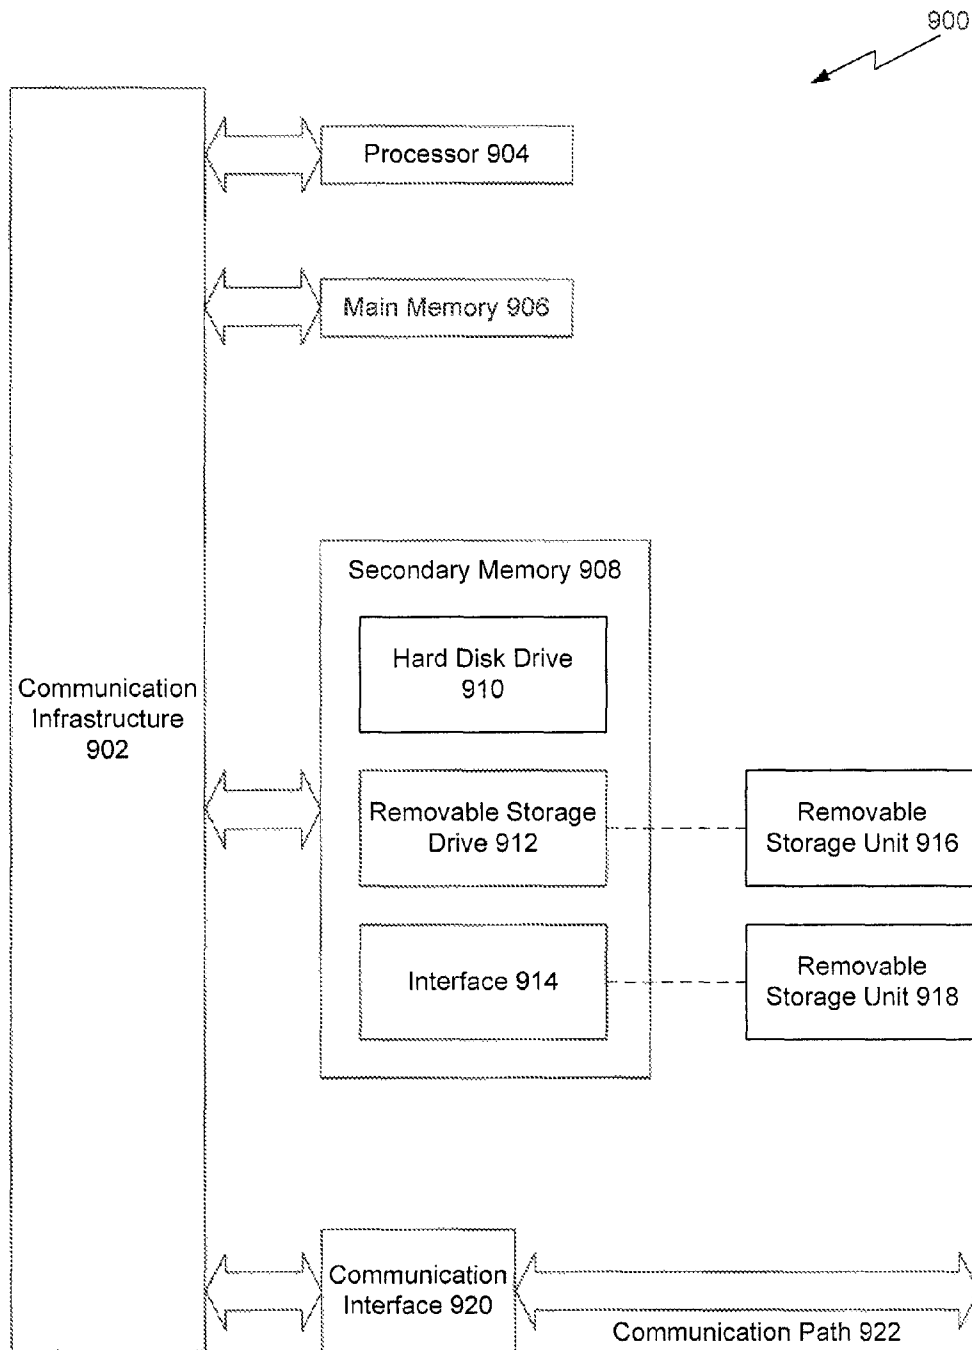 900
Processor 904
Main Memory 906
Secondary Memory 908
Hard Disk Drive
910
Communication
Infrastructure
902
Removable Storage
Drive 912
Removable
Storage Unit 916
Interface 914
Removable
Storage Unit 918
Communication
Interface 920
Communication Path 922